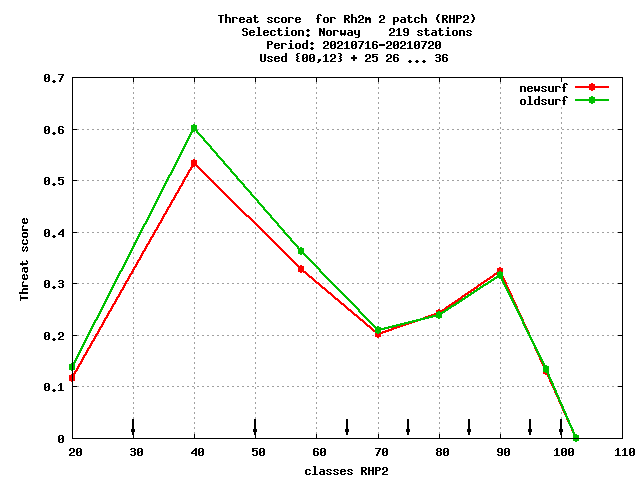 Threat score  for Rh2m 2 patch (RHP2)
Selection: Norway    219 stations
Period: 20210716-20210720
Used {00,12} + 25 26 ... 36
newsurf
oldsurf
0.7
0.6
0.5
0.4
0.3
0.2
0.1
0
Threat score
20 30 40 50 60 70 80 90 100 110
classes RHP2